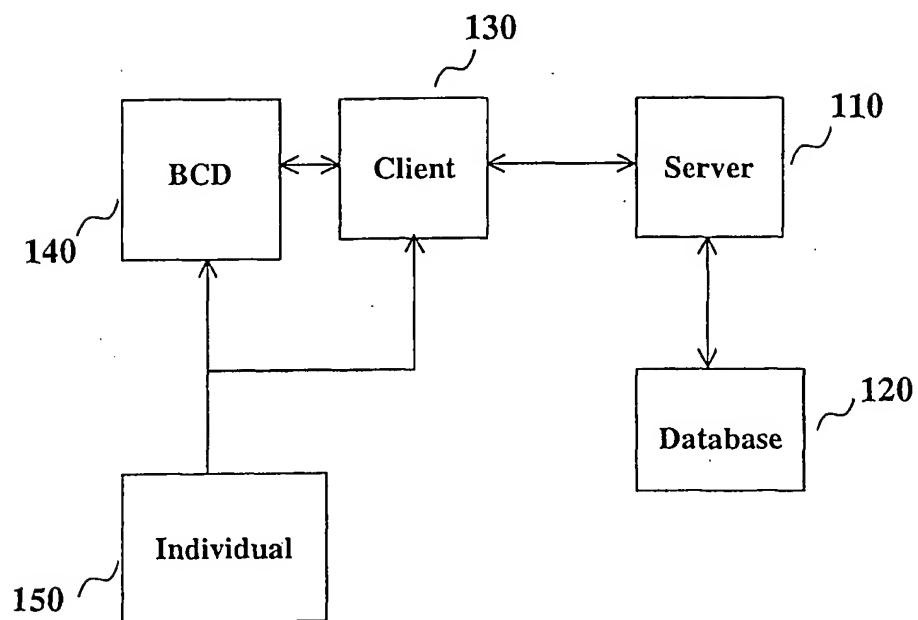 130
BCD
Client
Server
110
140
Database
120
Individual
150